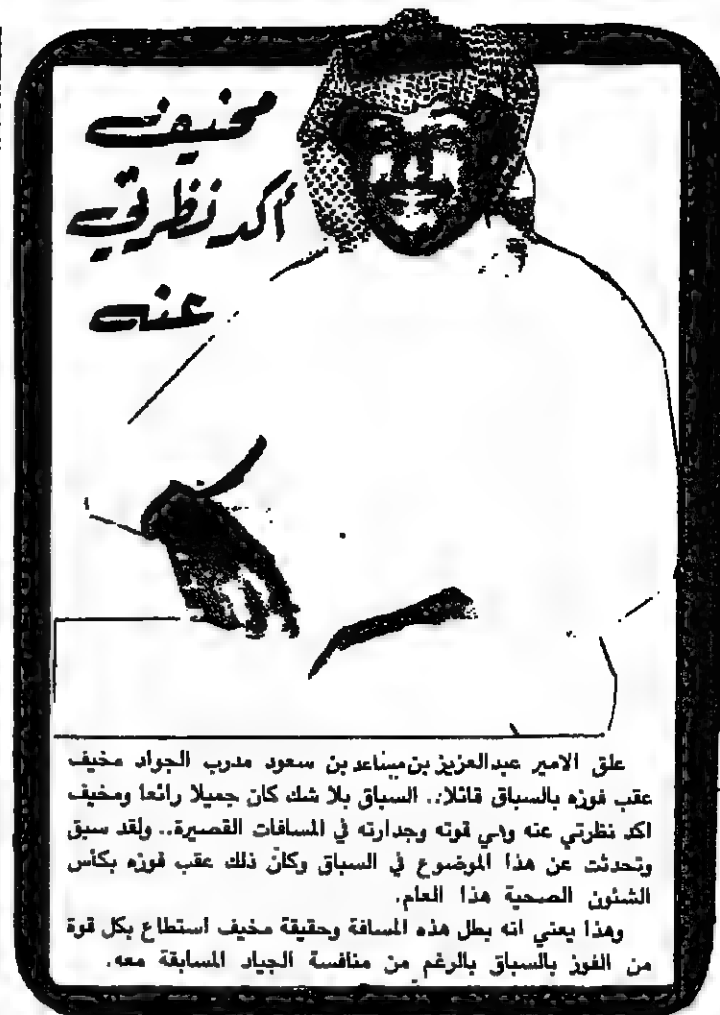 مخيف
أكد نظرتي
عنه
علق الامير عبدالعزيز بن مساعد بن سعود مدرب الجواد مخيف
عقب فوزه بالسباق قائلا.. السباق بلا شك كان جميلا رائعا ومخيف
اكد نظرتي عنه وهي قوته وجدارته في المسافات القصيرة.. ولقد سبق
وتحدثت عن هذا الموضوع في السباق وكان ذلك عقب فوزه بكأس
الشئون الصحية هذا العام.
وهذا يعني انه بطل هذه المسافة وحقيقة مخيف استطاع بكل قوة
من الفوز بالسباق بالرغم من منافسة الجياد المسابقة معه.